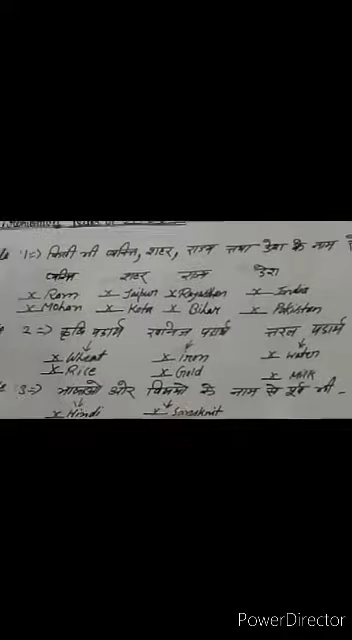 1=> किसी भी व्यक्ति, शहर, राज्य तथा देश के नाम से
व्यक्ति शहर राज्य देश
x Ram x Jaipur x Rajasthan x India
x Mohan x Kota x Bihar x Pakistan
2=> कृषि पदार्थ खनिज पदार्थ तरल पदार्थ
x Wheat x Iron x Water
x Rice x Gold x Milk
3=> भाषाओ और विषयो के नाम से पूर्व भी -
x Hindi x Sanskrit
PowerDirector